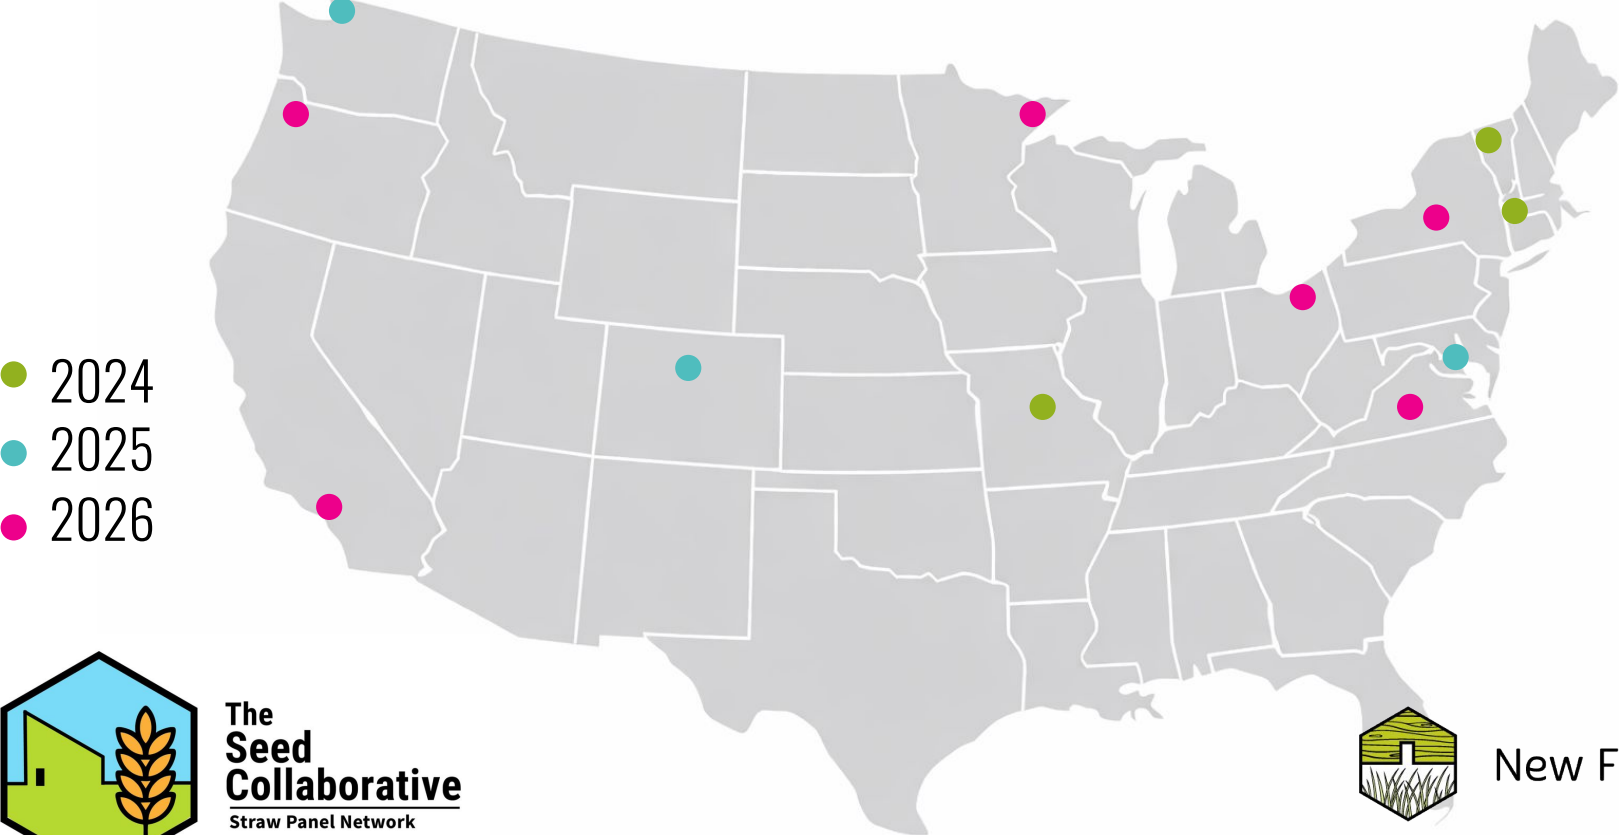 2024
2025
2026
The
Seed
Collaborative
Straw Panel Network
New F